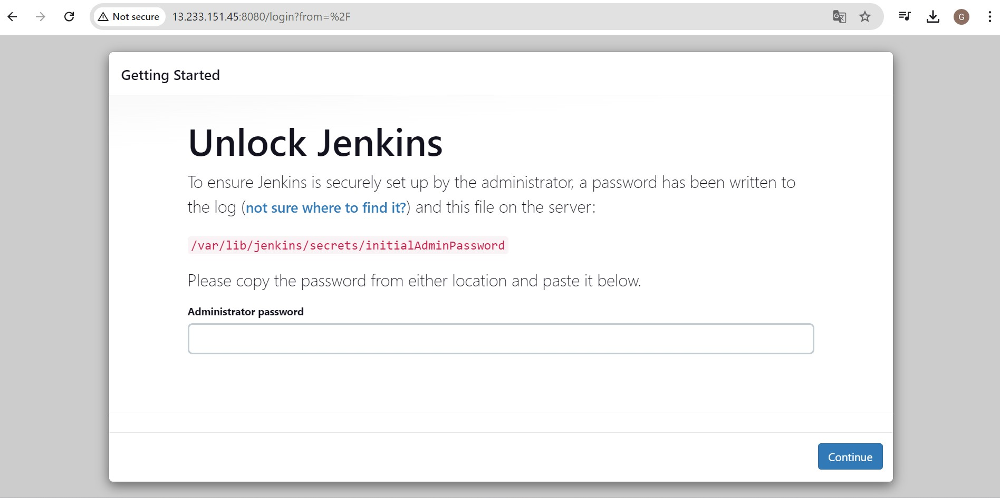 Not secure 13.233.151.45:8080/login?from=%2F
G
Getting Started
Unlock Jenkins
To ensure Jenkins is securely set up by the administrator, a password has been written to
the log (not sure where to find it?) and this file on the server:
/var/lib/jenkins/secrets/initialAdminPassword
Please copy the password from either location and paste it below.
Administrator password
Continue